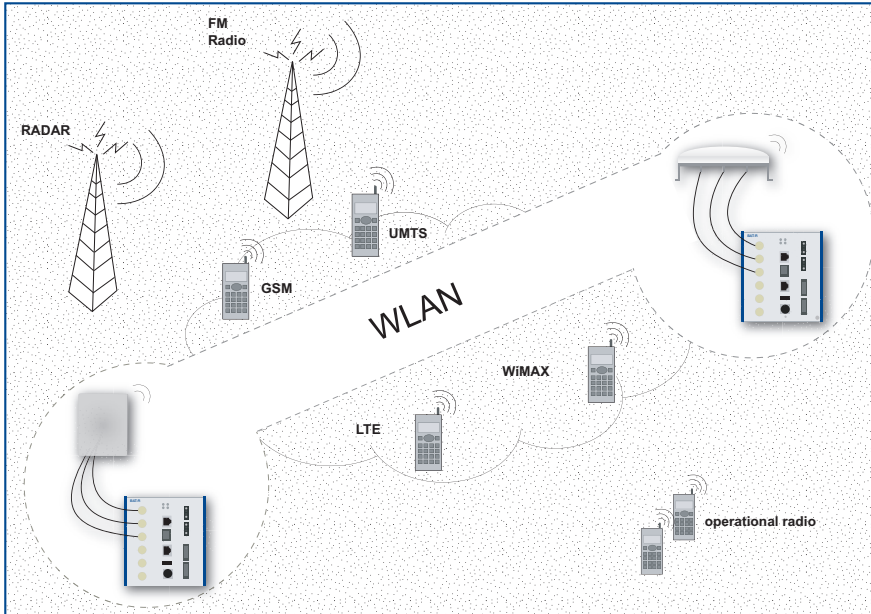 FM
Radio
RADAR
UMTS
GSM
WLAN
WiMAX
LTE
operational radio